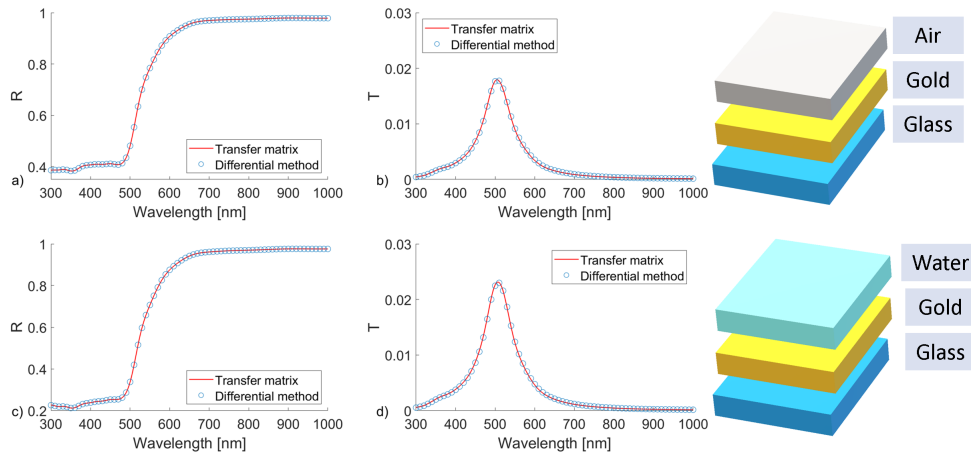 1
0.8
0.6
0.4
R
300 400 500 600 700 800 900 1000
Wavelength [nm]
Transfer matrix
Differential method
a)
0.03
0.02
0.01
0
T
300 400 500 600 700 800 900 1000
Wavelength [nm]
Transfer matrix
Differential method
b)
Air
Gold
Glass
1
0.8
0.6
0.4
0.2
R
300 400 500 600 700 800 900 1000
Wavelength [nm]
Transfer matrix
Differential method
c)
0.03
0.02
0.01
0
T
300 400 500 600 700 800 900 1000
Wavelength [nm]
Transfer matrix
Differential method
d)
Water
Gold
Glass